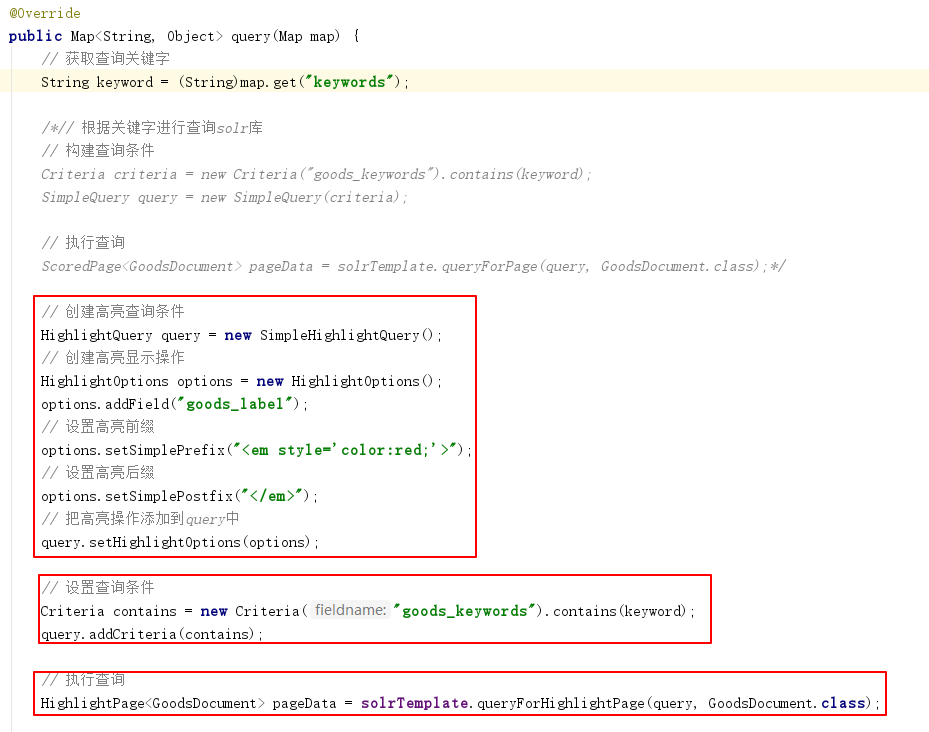 @Override
public Map<String, Object> query(Map map) {
// 获取查询关键字
String keyword = (String)map.get("keywords");
/*// 根据关键字进行查询solr库
// 构建查询条件
Criteria criteria = new Criteria("goods_keywords").contains(keyword);
SimpleQuery query = new SimpleQuery(criteria);
// 执行查询
ScoredPage<GoodsDocument> pageData = solrTemplate.queryForPage(query, GoodsDocument.class);*/
// 创建高亮查询条件
HighlightQuery query = new SimpleHighlightQuery();
// 创建高亮显示操作
HighlightOptions options = new HighlightOptions();
options.addField("goods_label");
// 设置高亮前缀
options.setSimplePrefix("<em style='color:red;'>");
// 设置高亮后缀
options.setSimplePostfix("</em>");
// 把高亮操作添加到query中
query.setHighlightOptions(options);
// 设置查询条件
Criteria contains = new Criteria( fieldname: "goods_keywords").contains(keyword);
query.addCriteria(contains);
// 执行查询
HighlightPage<GoodsDocument> pageData = solrTemplate.queryForHighlightPage(query, GoodsDocument.class);